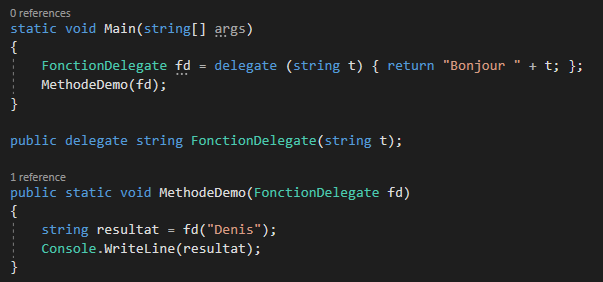 0 references
static void Main(string[] args)
{
FonctionDelegate fd = delegate (string t) { return "Bonjour " + t; };
MethodeDemo(fd);
}
public delegate string FonctionDelegate(string t);
1 reference
public static void MethodeDemo(FonctionDelegate fd)
{
string resultat = fd("Denis");
Console.WriteLine(resultat);
}